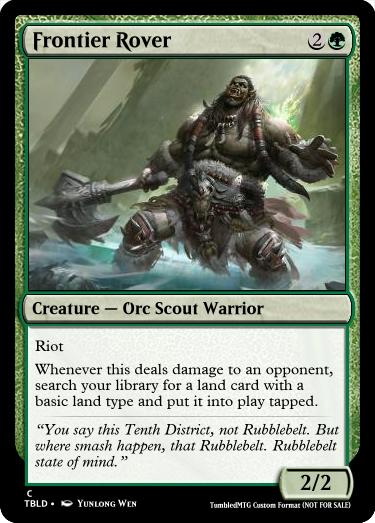 Frontier Rover 2
Creature — Orc Scout Warrior
Riot
Whenever this deals damage to an opponent,
search your library for a land card with a
basic land type and put it into play tapped.
“You say this Tenth District, not Rubblebelt. But
where smash happen, that Rubblebelt. Rubblebelt
state of mind.”
2/2
C
TBLD • Yunlong Wen
TumbledMTG Custom Format (NOT FOR SALE)